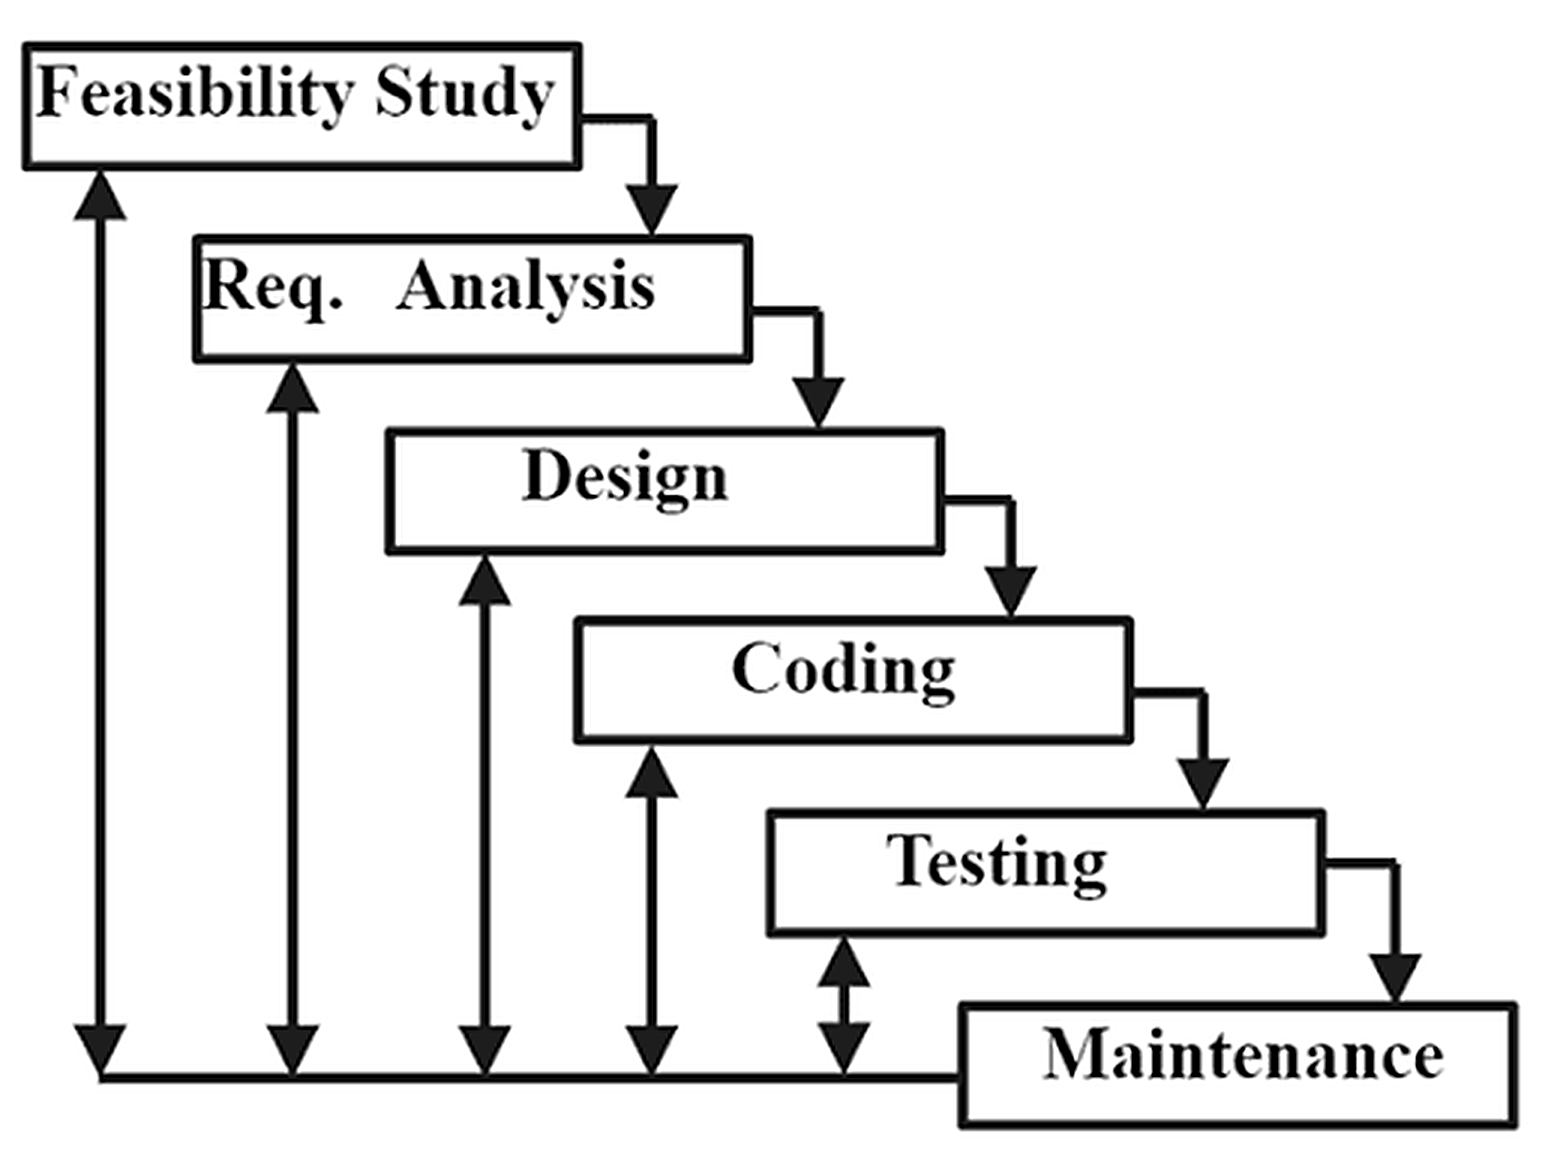 Feasibility Study
Req. Analysis
Design
Coding
Testing
Maintenance